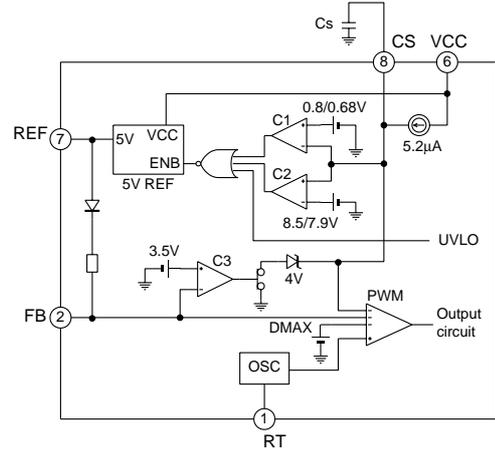 Cs
CS VCC
8 6
C1 0.8/0.68V
REF 7 5V VCC
ENB
5V REF
5.2μA
C2
8.5/7.9V
UVLO
3.5V C3
4V
PWM
FB 2
DMAX
Output
circuit
OSC
1
RT